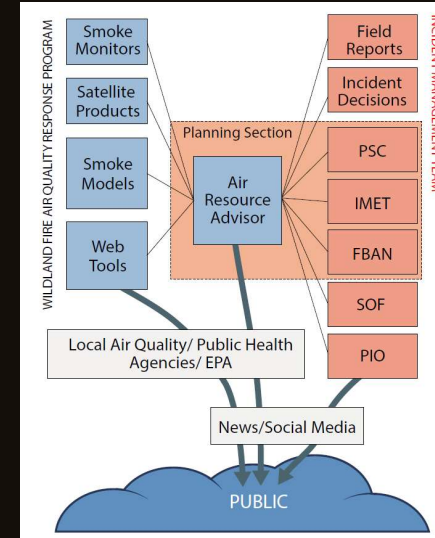 WILDLAND FIRE AIR QUALITY RESPONSE PROGRAM
Smoke
Monitors
Satellite
Products
Smoke
Models
Web
Tools
Planning Section
Air
Resource
Advisor
Field
Reports
Incident
Decisions
PSC
IMET
FBAN
SOF
PIO
Local Air Quality/ Public Health
Agencies/ EPA
News/Social Media
PUBLIC